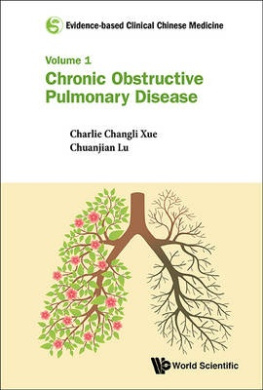 Evidence-based Clinical Chinese Medicine
Volume 1
Chronic Obstructive
Pulmonary Disease
Charlie Changli Xue
Chuanjian Lu
World Scientific